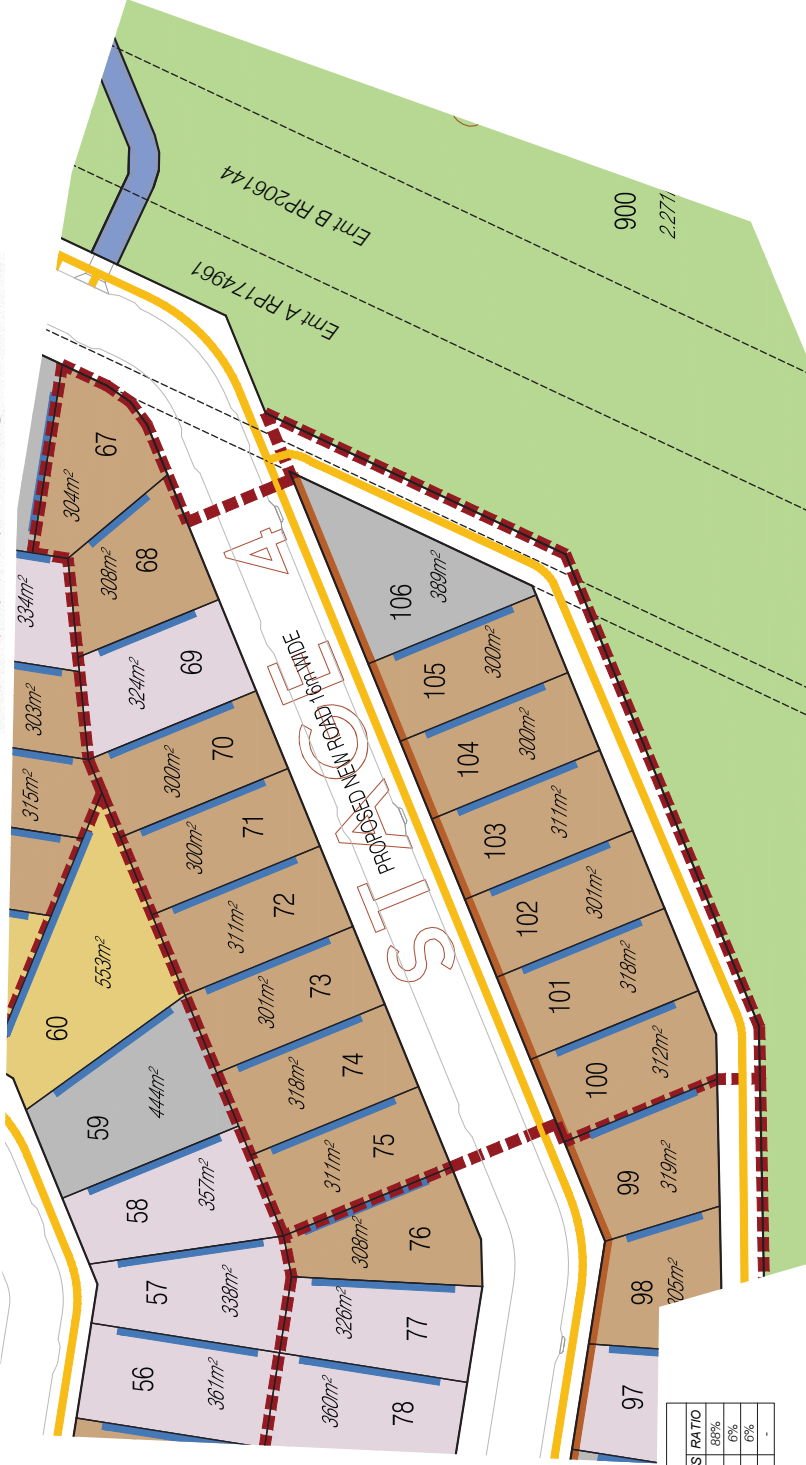 Emt B RP206144
Emt A RP174961
900
2.271
67
304m²
68
308m²
334m²
69
324m²
303m²
70
300m²
315m²
71
300m²
72
311m²
73
301m²
74
318m²
75
311m²
76
308m²
77
326m²
78
360m²
60
553m²
59
444m²
58
357m²
57
338m²
56
361m²
STAGE 4
PROPOSED NEW ROAD 16m WIDE
106
389m²
105
300m²
104
300m²
103
311m²
102
301m²
101
318m²
100
312m²
99
319m²
98
305m²
97
S RATIO
88%
6%
6%
-